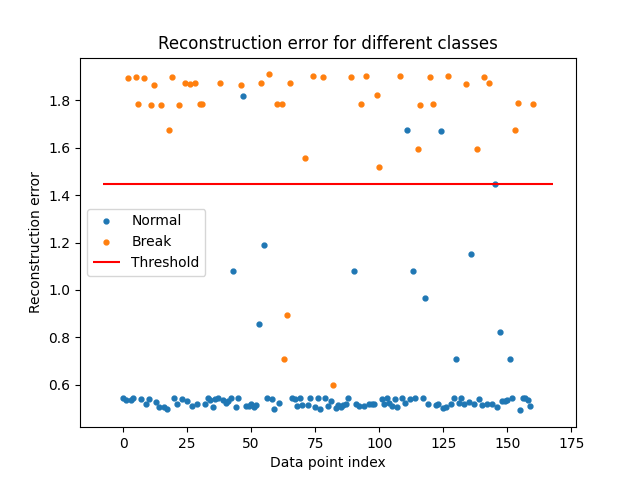 Reconstruction error for different classes
Reconstruction error
1.8
1.6
1.4
1.2
1.0
0.8
0.6
Normal
Break
Threshold
0
25
50
75
100
125
150
175
Data point index